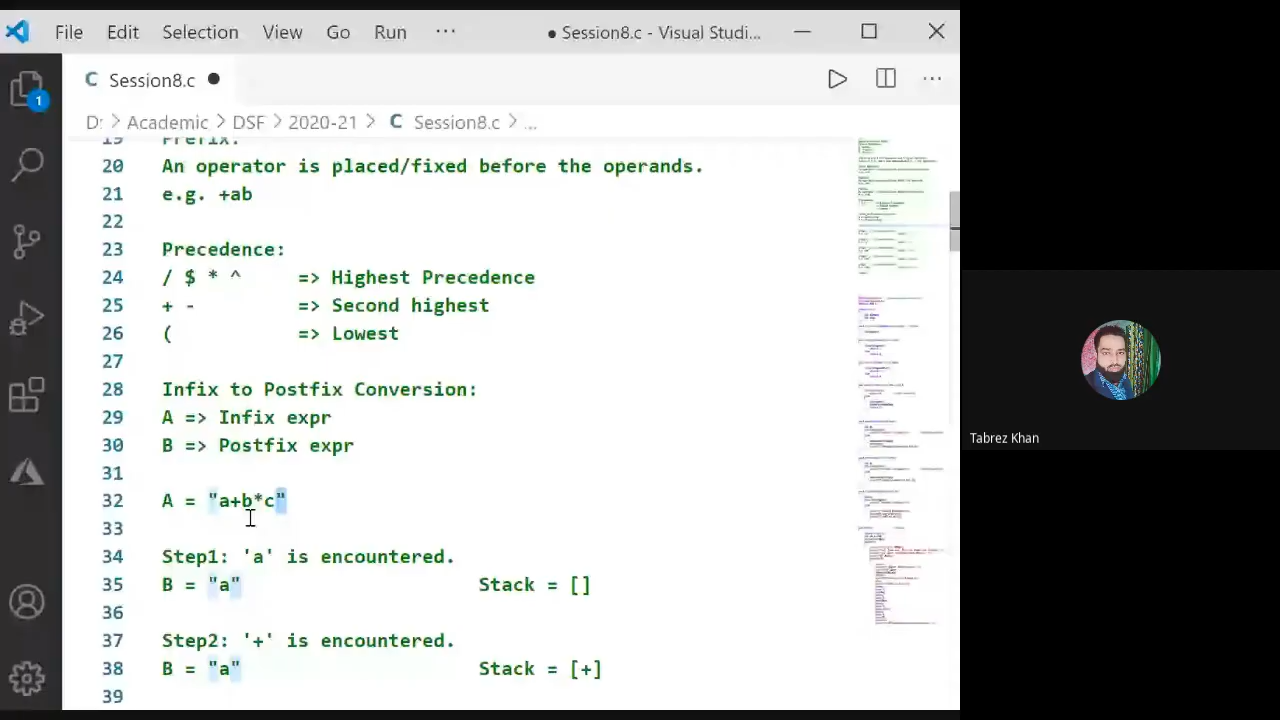 File Edit Selection View Go Run ··· ● Session8.c - Visual Studi...
C Session8.c ●
D: > Academic > DSF > 2020-21 > C Session8.c > ...
19 Prefix:
20 operator is placed/fixed before the operands.
21 e.g. +ab
22
23 Precedence:
24 $ * ^ => Highest Precedence
25 + - => Second highest
26 => Lowest
27
28 Infix to Postfix Conversion:
29 A => Infix expr
30 => Postfix expr
31
32 A = "a+b*c"
33
34 Step1: 'a' is encountered.
35 B = "a" Stack = []
36
37 Step2: '+' is encountered.
38 B = "a" Stack = [+]
39
1
Tabrez Khan